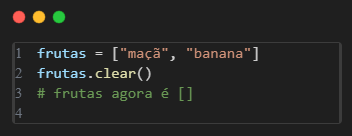 1 frutas = ["maçã", "banana"]
2 frutas.clear()
3 # frutas agora é []
4